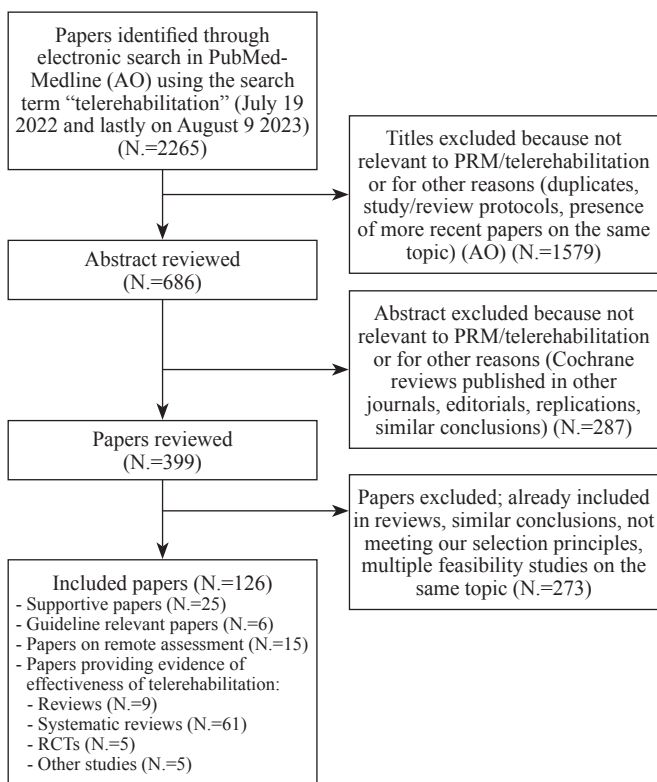 Papers identified through
electronic search in PubMed-
Medline (AO) using the search
term “telerehabilitation” (July 19
2022 and lastly on August 9 2023)
(N.=2265)
Titles excluded because not
relevant to PRM/telerehabilitation
or for other reasons (duplicates,
study/review protocols, presence
of more recent papers on the same
topic) (AO) (N.=1579)
Abstract reviewed
(N.=686)
Abstract excluded because not
relevant to PRM/telerehabilitation
or for other reasons (Cochrane
reviews published in other
journals, editorials, replications,
similar conclusions) (N.=287)
Papers reviewed
(N.=399)
Papers excluded; already included
in reviews, similar conclusions, not
meeting our selection principles,
multiple feasibility studies on the
same topic (N.=273)
Included papers (N.=126)
- Supportive papers (N.=25)
- Guideline relevant papers (N.=6)
- Papers on remote assessment (N.=15)
- Papers providing evidence of
effectiveness of telerehabilitation:
- Reviews (N.=9)
- Systematic reviews (N.=61)
- RCTs (N.=5)
- Other studies (N.=5)